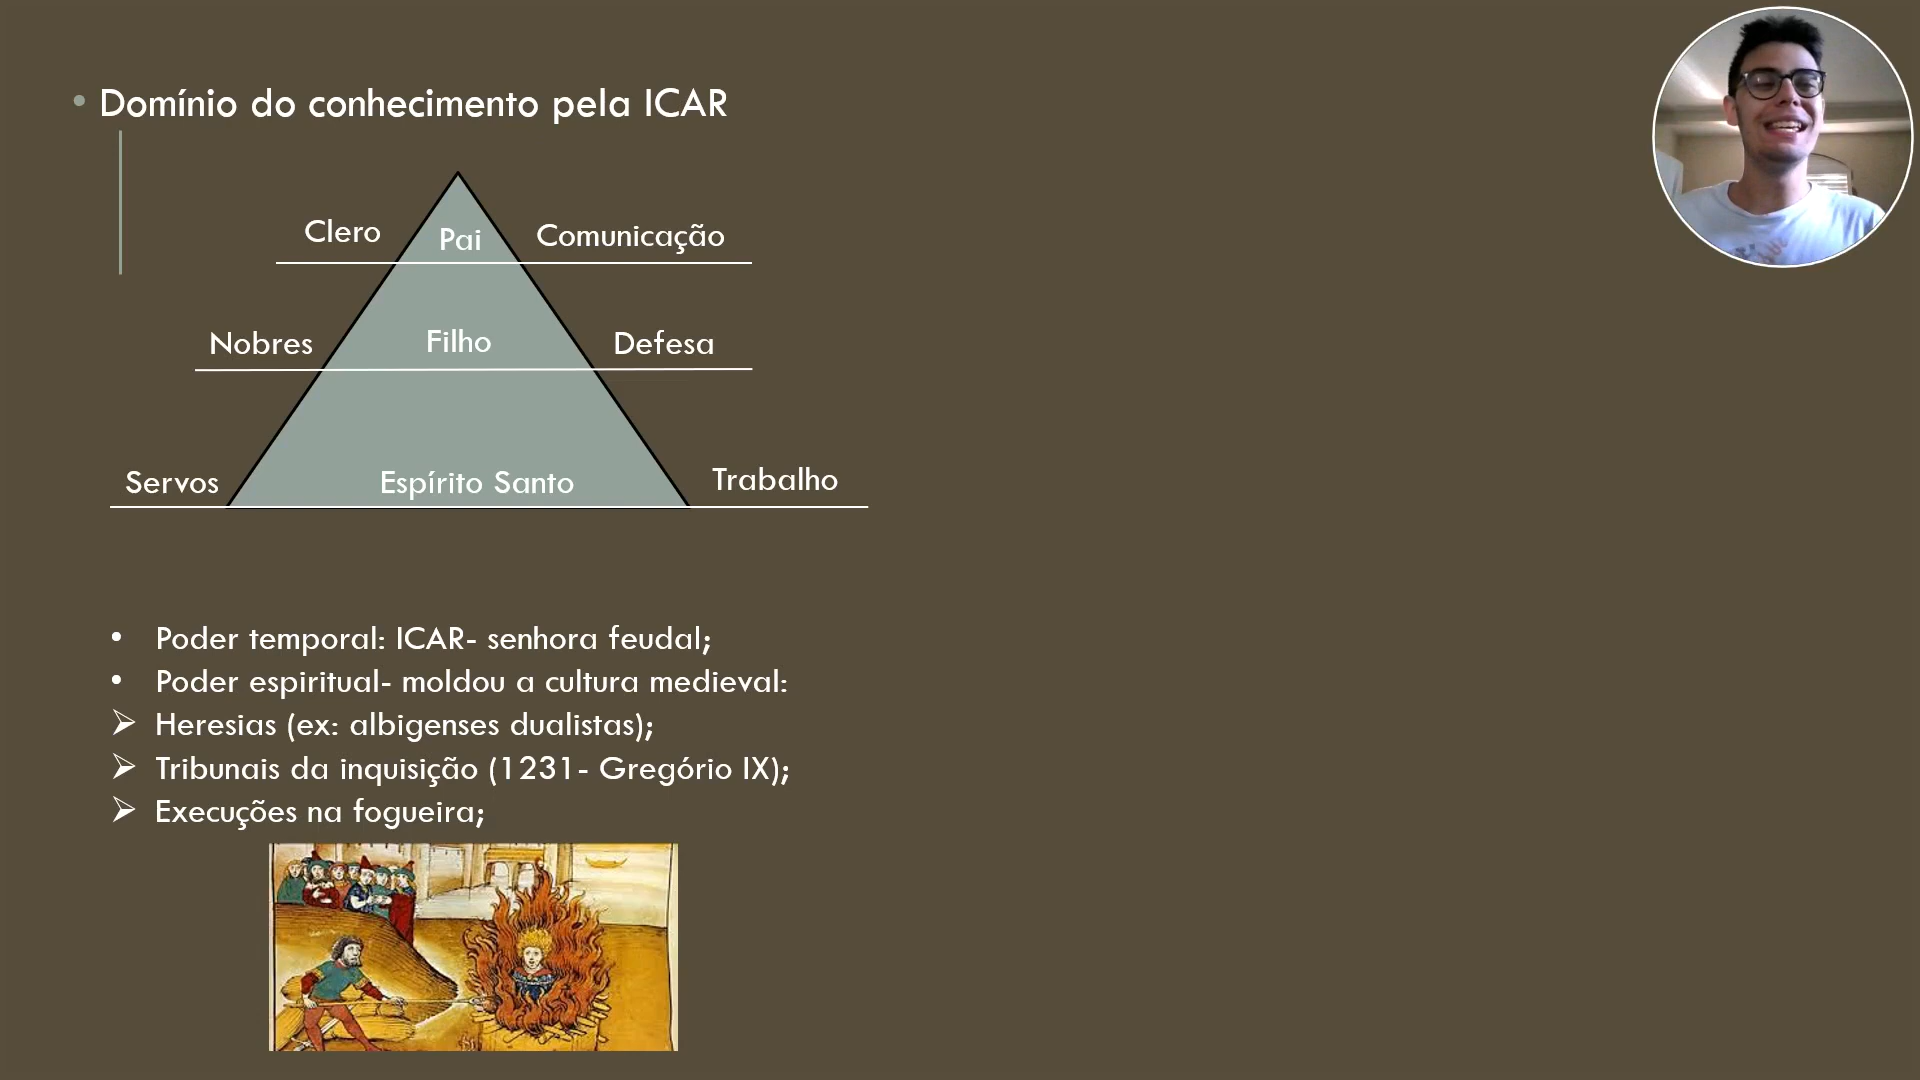 • Domínio do conhecimento pela ICAR
Clero Pai Comunicação
Nobres Filho Defesa
Servos Espírito Santo Trabalho
• Poder temporal: ICAR- senhora feudal;
• Poder espiritual- moldou a cultura medieval:
➢ Heresias (ex: albigenses dualistas);
➢ Tribunais da inquisição (1231- Gregório IX);
➢ Execuções na fogueira;